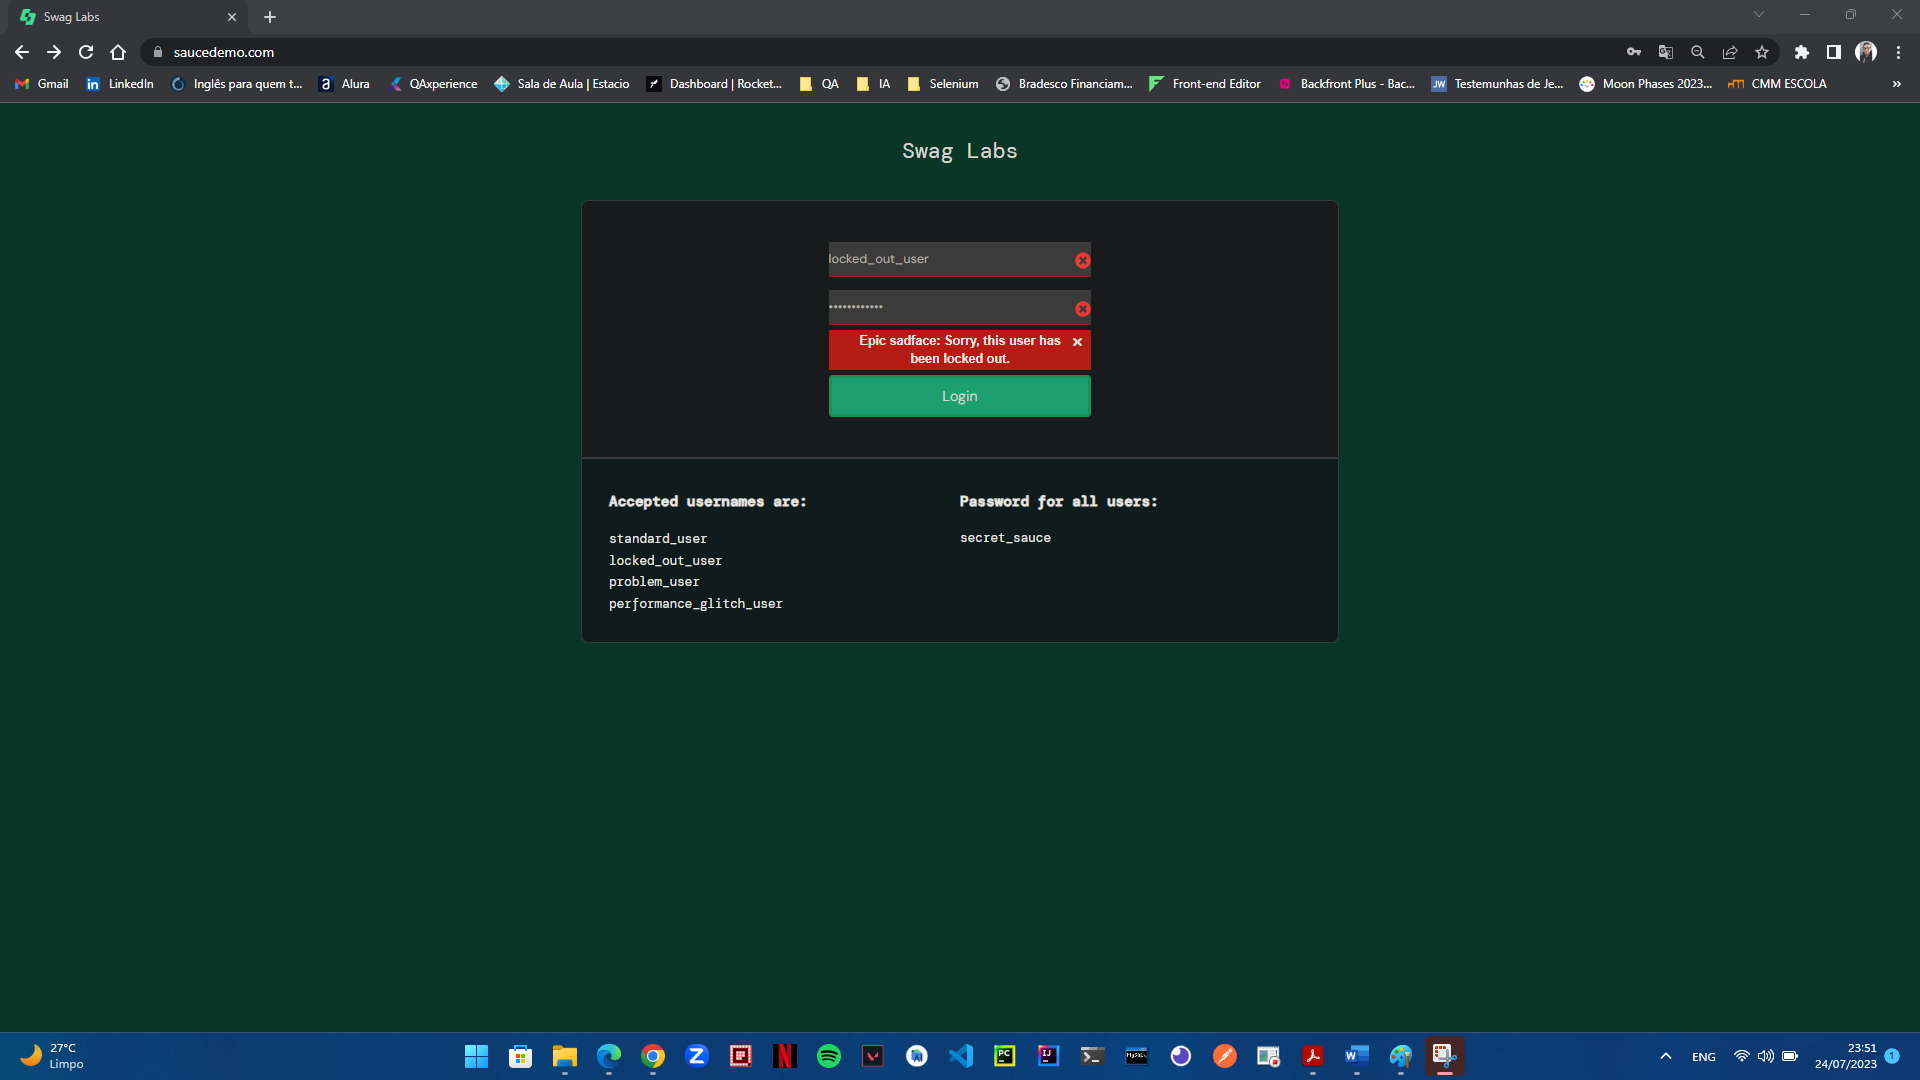 Swag Labs
saucedemo.com
Gmail
LinkedIn
Inglês para quem t...
Alura
QAxperience
Sala de Aula | Estacio
Dashboard | Rocket...
QA
IA
Selenium
Bradesco Financiam...
Front-end Editor
Backfront Plus - Bac...
JW
Testemunhas de Je...
Moon Phases 2023...
CMM ESCOLA
»
Swag Labs
locked_out_user
••••••••••••
Epic sadface: Sorry, this user has
been locked out.
Login
Accepted usernames are:
standard_user
locked_out_user
problem_user
performance_glitch_user
Password for all users:
secret_sauce
27°C
Limpo
ENG
23:51
24/07/2023
1